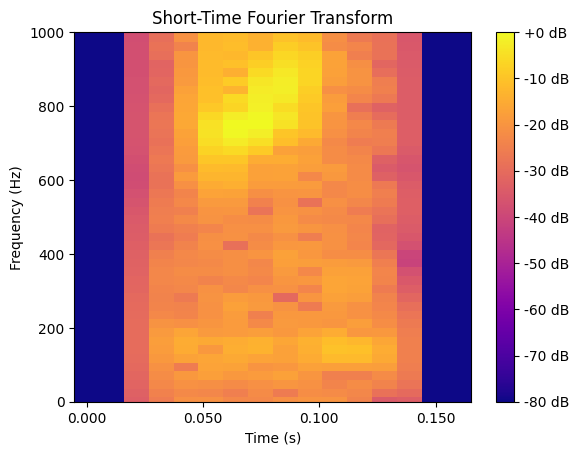 Short-Time Fourier Transform
1000
800
600
400
200
0
Frequency (Hz)
0.000
0.050
0.100
0.150
Time (s)
+0 dB
-10 dB
-20 dB
-30 dB
-40 dB
-50 dB
-60 dB
-70 dB
-80 dB